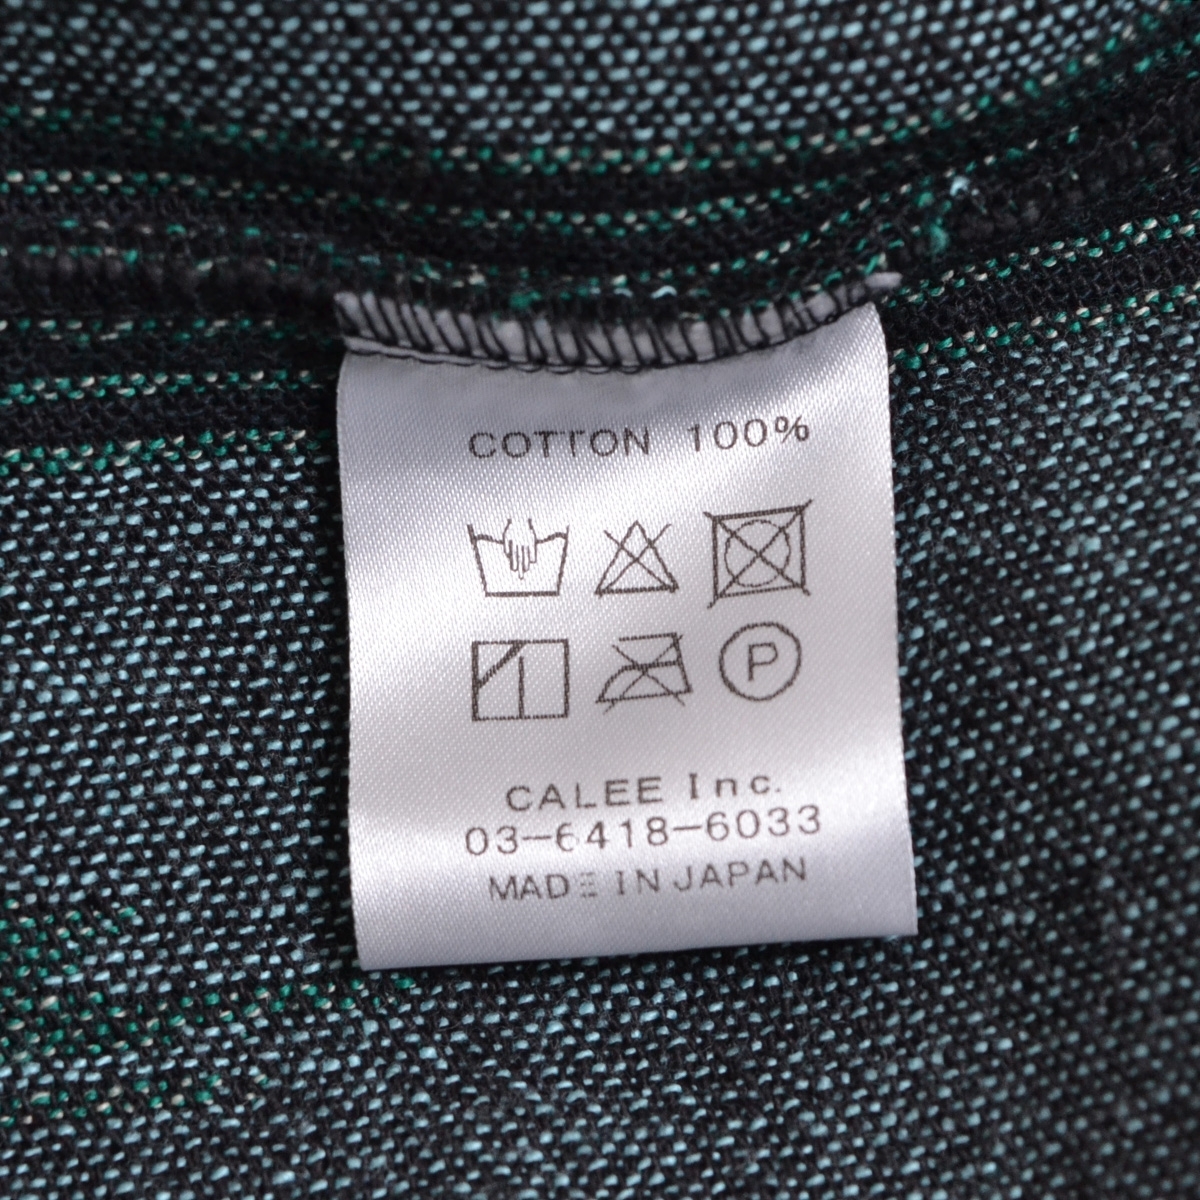 COTTON 100%
P
CALEE Inc.
03-6418-6033
MADE IN JAPAN